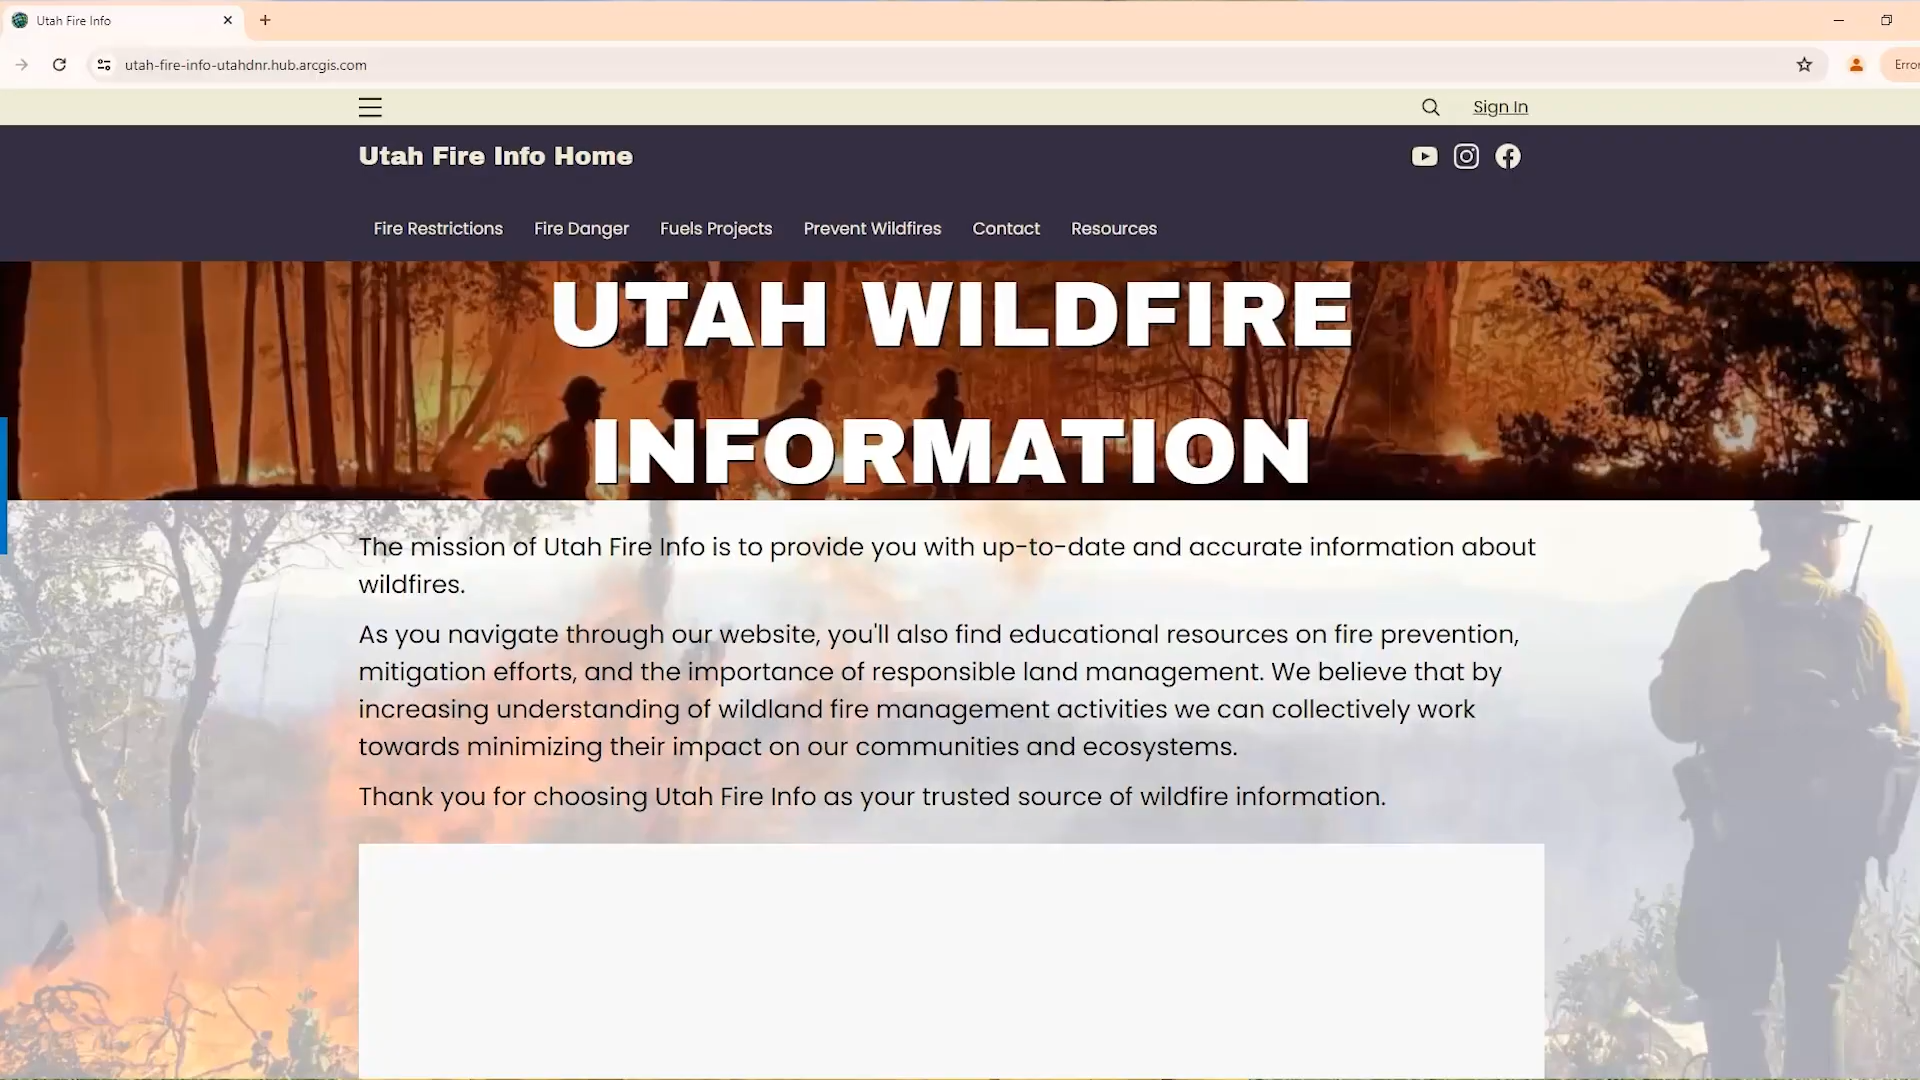 Utah Fire Info
utah-fire-info-utahdnr.hub.arcgis.com
Sign In
Utah Fire Info Home
Fire Restrictions Fire Danger Fuels Projects Prevent Wildfires Contact Resources
UTAH WILDFIRE
INFORMATION
The mission of Utah Fire Info is to provide you with up-to-date and accurate information about
wildfires.
As you navigate through our website, you'll also find educational resources on fire prevention,
mitigation efforts, and the importance of responsible land management. We believe that by
increasing understanding of wildland fire management activities we can collectively work
towards minimizing their impact on our communities and ecosystems.
Thank you for choosing Utah Fire Info as your trusted source of wildfire information.